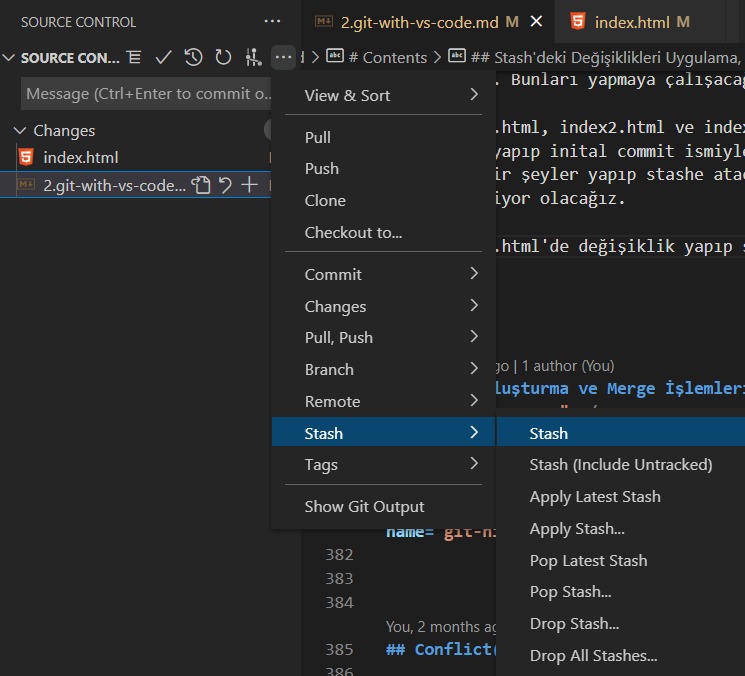 SOURCE CONTROL
SOURCE CON...
Message (Ctrl+Enter to commit o...
Changes
index.html
2.git-with-vs-code...
2.git-with-vs-code.md M
index.html M
# Contents > ## Stash'deki Değişiklikleri Uygulama,
. Bunları yapmaya çalışaca
.html, index2.html ve index
yapıp inital commit ismiyle
ir şeyler yapıp stashe ata
iyor olacağız.
.html'de değişiklik yapıp
go | 1 author (You)
luşturma ve Merge İşlemler
name="git-
382
383
384
You, 2 months ag
385 ## Conflict
386
View & Sort
Pull
Push
Clone
Checkout to...
Commit
Changes
Pull, Push
Branch
Remote
Stash
Tags
Show Git Output
Stash
Stash (Include Untracked)
Apply Latest Stash
Apply Stash...
Pop Latest Stash
Pop Stash...
Drop Stash...
Drop All Stashes...